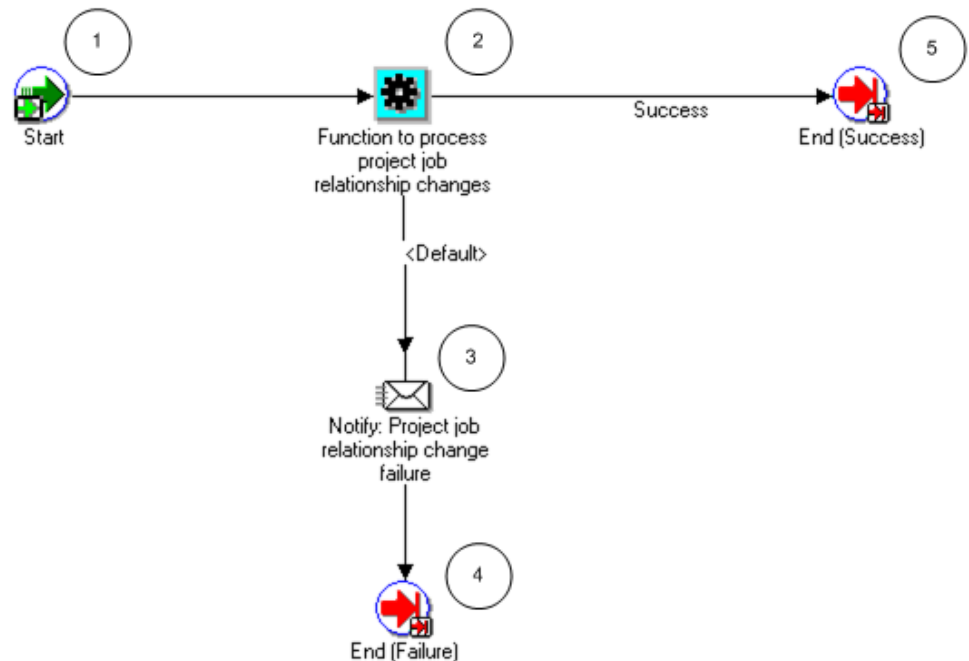 1
2
5
Start
Function to process
project job
relationship changes
Success
End (Success)
<Default>
3
Notify: Project job
relationship change
failure
4
End (Failure)